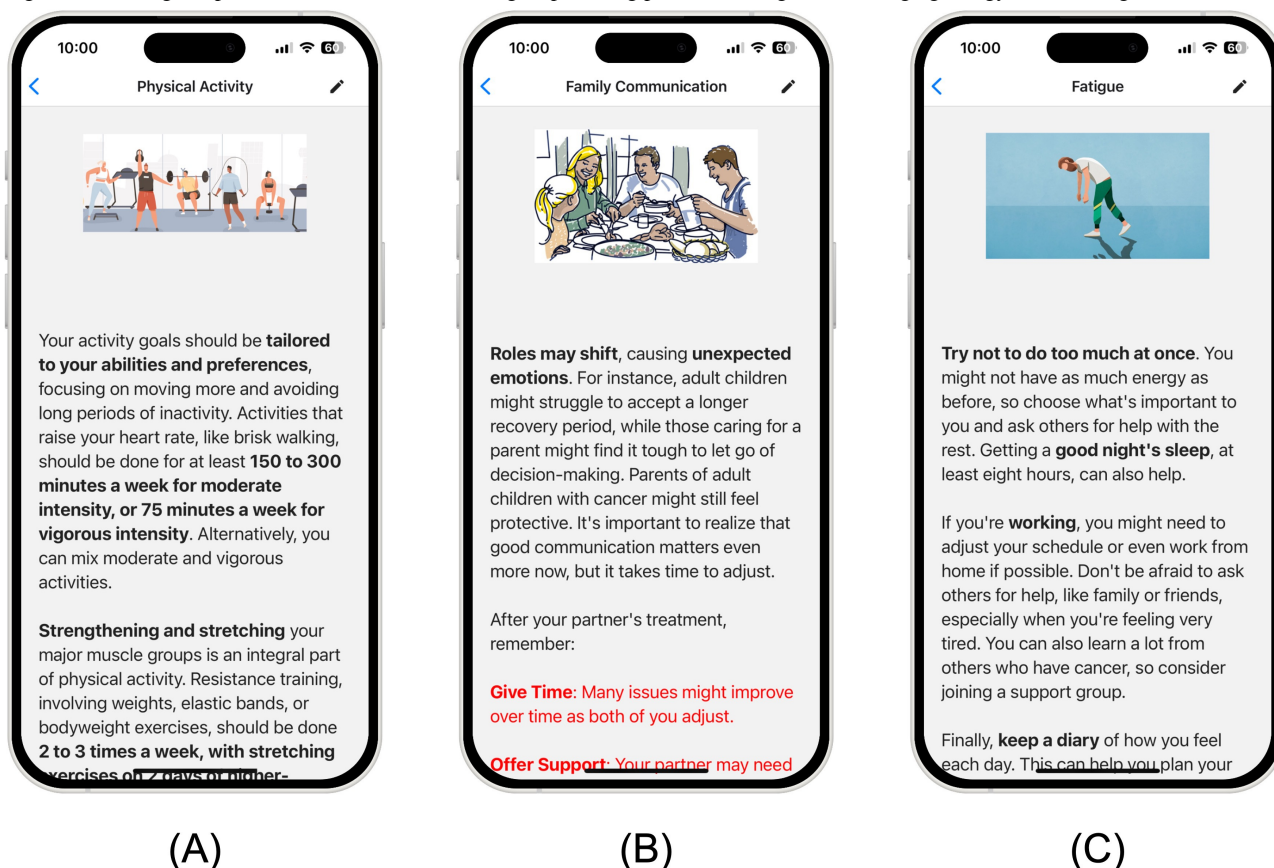 10:00
60
Physical Activity
Your activity goals should be tailored
to your abilities and preferences,
focusing on moving more and avoiding
long periods of inactivity. Activities that
raise your heart rate, like brisk walking,
should be done for at least 150 to 300
minutes a week for moderate
intensity, or 75 minutes a week for
vigorous intensity. Alternatively, you
can mix moderate and vigorous
activities.
Strengthening and stretching your
major muscle groups is an integral part
of physical activity. Resistance training,
involving weights, elastic bands, or
bodyweight exercises, should be done
2 to 3 times a week, with stretching
exercises on 2 days of higher-
(A)
10:00
60
Family Communication
Roles may shift, causing unexpected
emotions. For instance, adult children
might struggle to accept a longer
recovery period, while those caring for a
parent might find it tough to let go of
decision-making. Parents of adult
children with cancer might still feel
protective. It's important to realize that
good communication matters even
more now, but it takes time to adjust.
After your partner's treatment,
remember:
Give Time: Many issues might improve
over time as both of you adjust.
Offer Support: Your partner may need
(B)
10:00
60
Fatigue
Try not to do too much at once. You
might not have as much energy as
before, so choose what's important to
you and ask others for help with the
rest. Getting a good night's sleep, at
least eight hours, can also help.
If you're working, you might need to
adjust your schedule or even work from
home if possible. Don't be afraid to ask
others for help, like family or friends,
especially when you're feeling very
tired. You can also learn a lot from
others who have cancer, so consider
joining a support group.
Finally, keep a diary of how you feel
each day. This can help you plan your
(C)